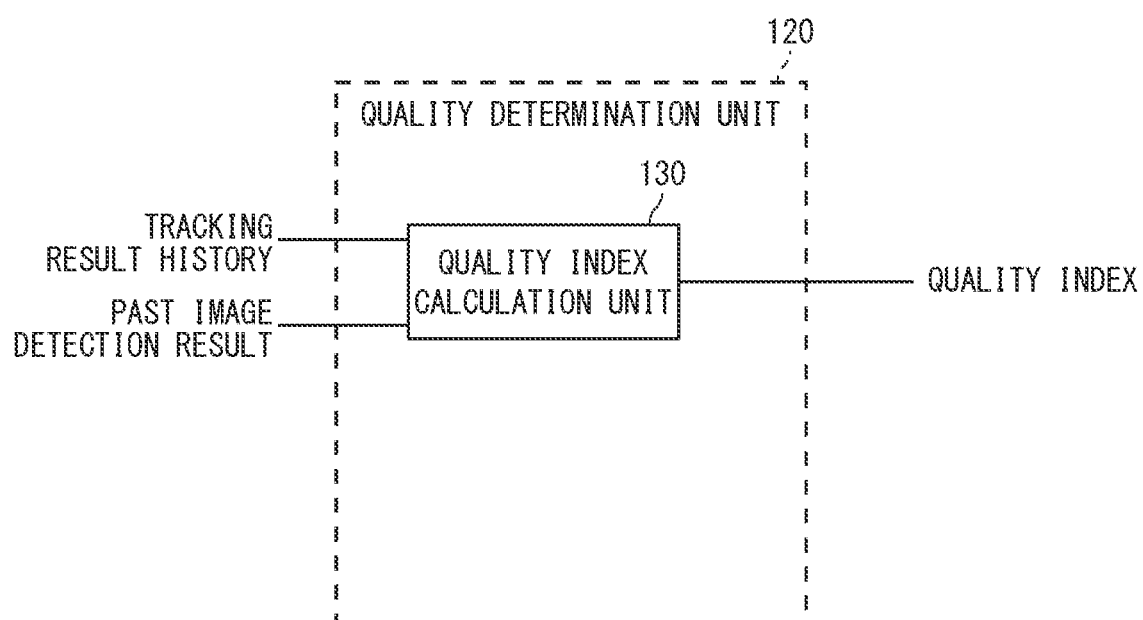 120
QUALITY DETERMINATION UNIT
130
TRACKING
RESULT HISTORY
QUALITY INDEX
CALCULATION UNIT
QUALITY INDEX
PAST IMAGE
DETECTION RESULT